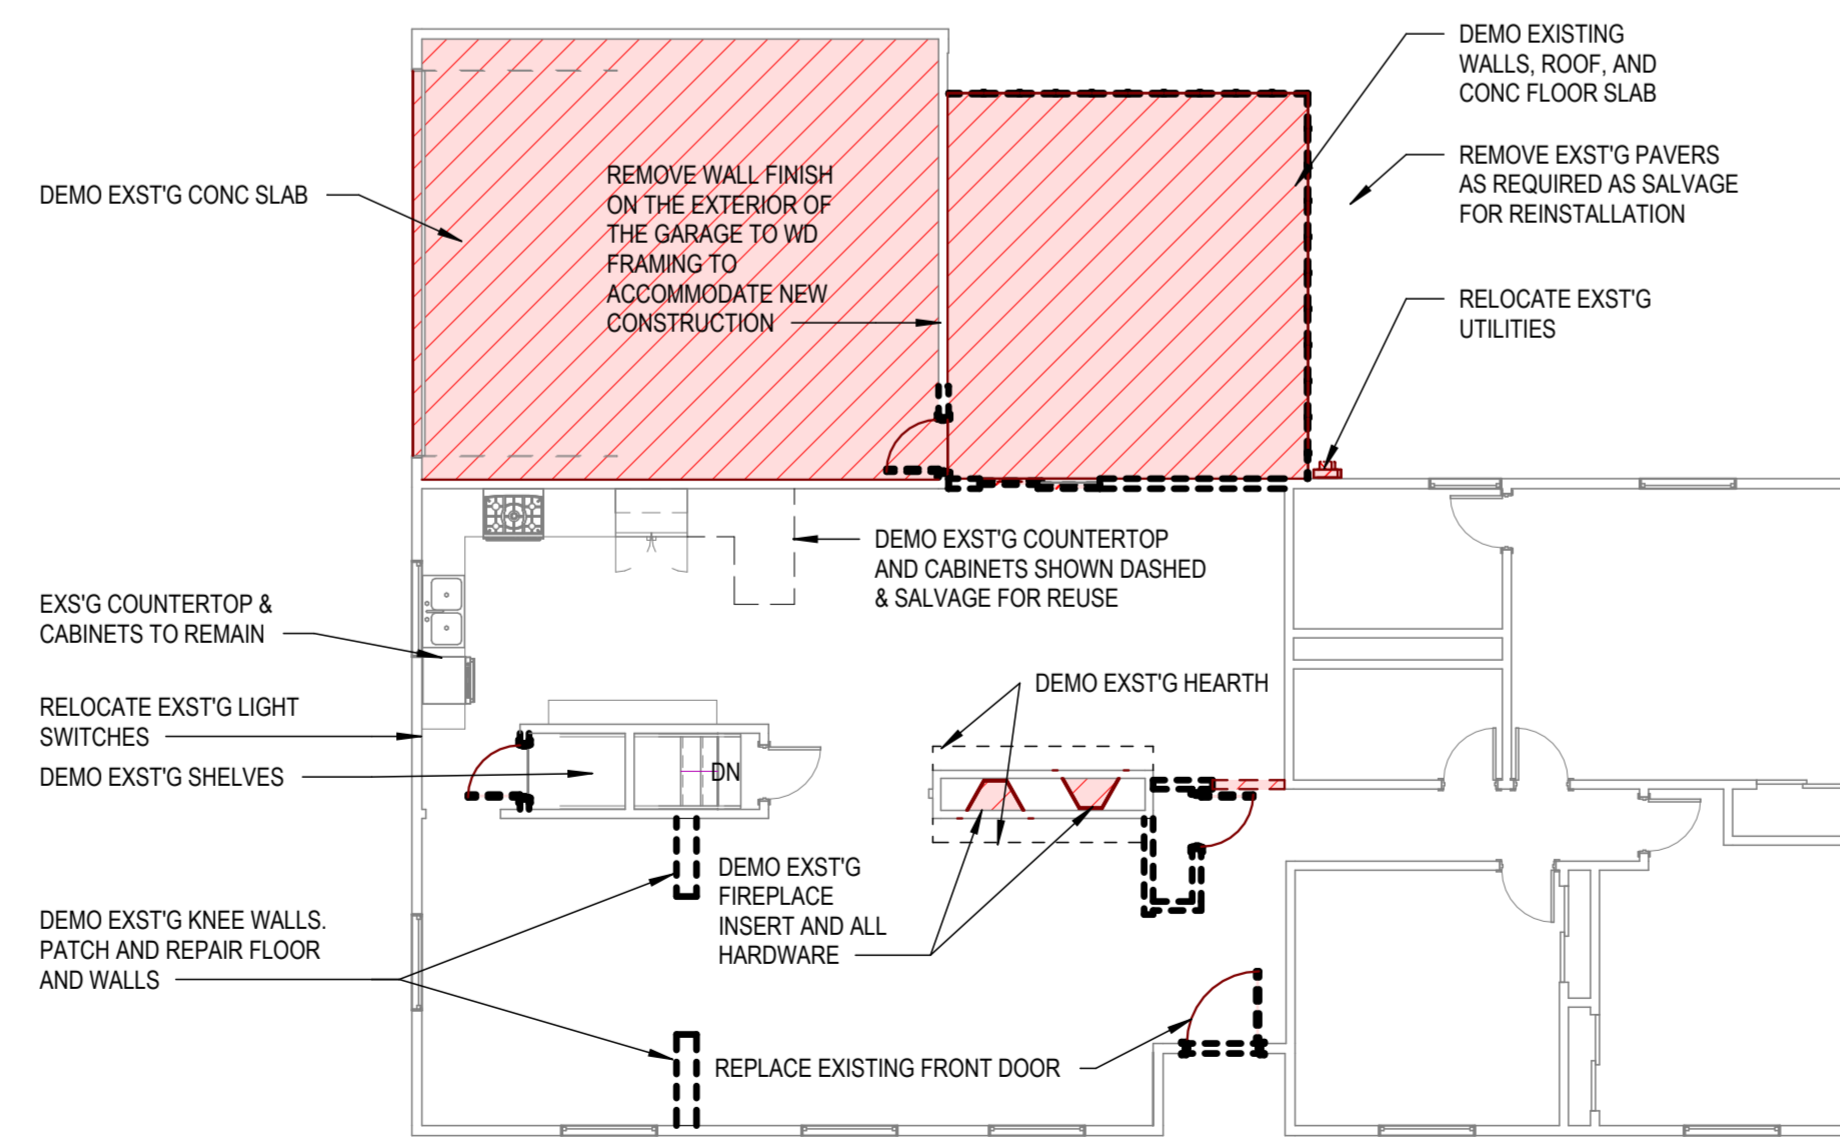 DEMO EXISTING
WALLS, ROOF, AND
CONC FLOOR SLAB
REMOVE EXST'G PAVERS
AS REQUIRED AS SALVAGE
FOR REINSTALLATION
DEMO EXST'G CONC SLAB
REMOVE WALL FINISH
ON THE EXTERIOR OF
THE GARAGE TO WD
FRAMING TO
ACCOMMODATE NEW
CONSTRUCTION
RELOCATE EXST'G
UTILITIES
DEMO EXST'G COUNTERTOP
AND CABINETS SHOWN DASHED
& SALVAGE FOR REUSE
EXS'G COUNTERTOP &
CABINETS TO REMAIN
DEMO EXST'G HEARTH
RELOCATE EXST'G LIGHT
SWITCHES
DEMO EXST'G SHELVES
DN
DEMO EXST'G
FIREPLACE
INSERT AND ALL
HARDWARE
DEMO EXST'G KNEE WALLS.
PATCH AND REPAIR FLOOR
AND WALLS
REPLACE EXISTING FRONT DOOR